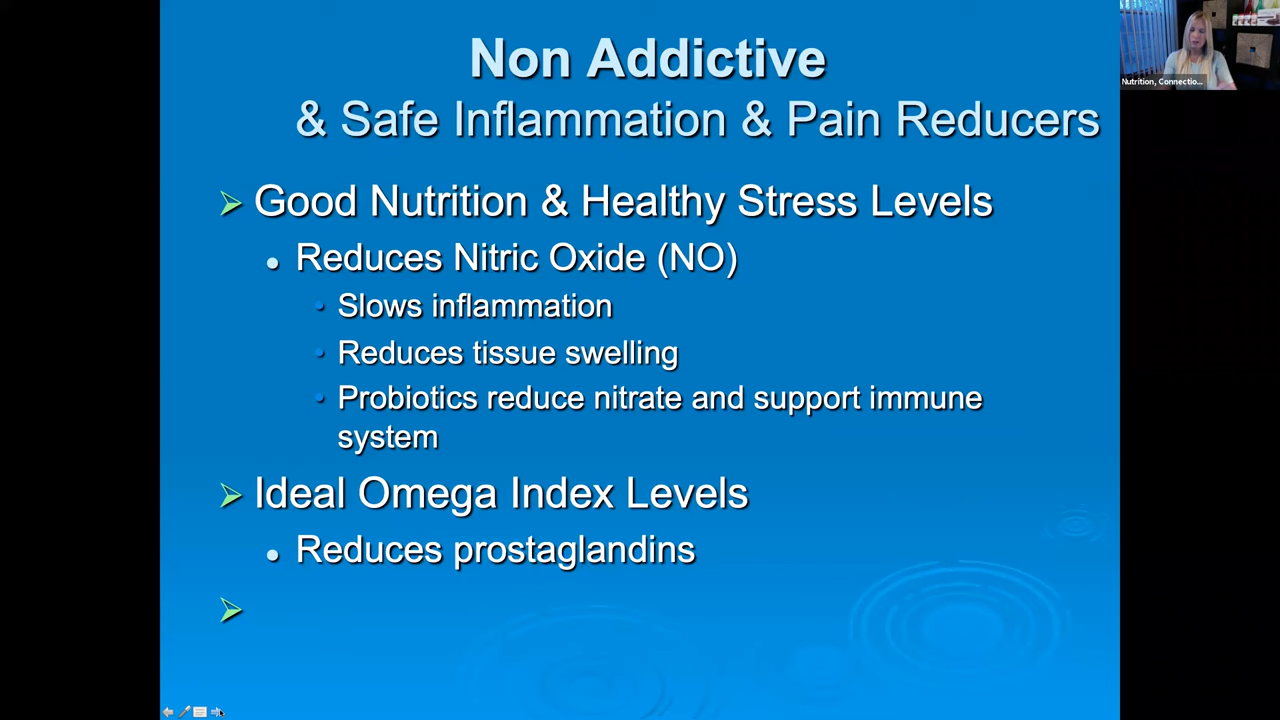 Non Addictive
& Safe Inflammation & Pain Reducers
Good Nutrition & Healthy Stress Levels
Reduces Nitric Oxide (NO)
Slows inflammation
Reduces tissue swelling
Probiotics reduce nitrate and support immune
system
Ideal Omega Index Levels
Reduces prostaglandins
Nutrition, Connectio...